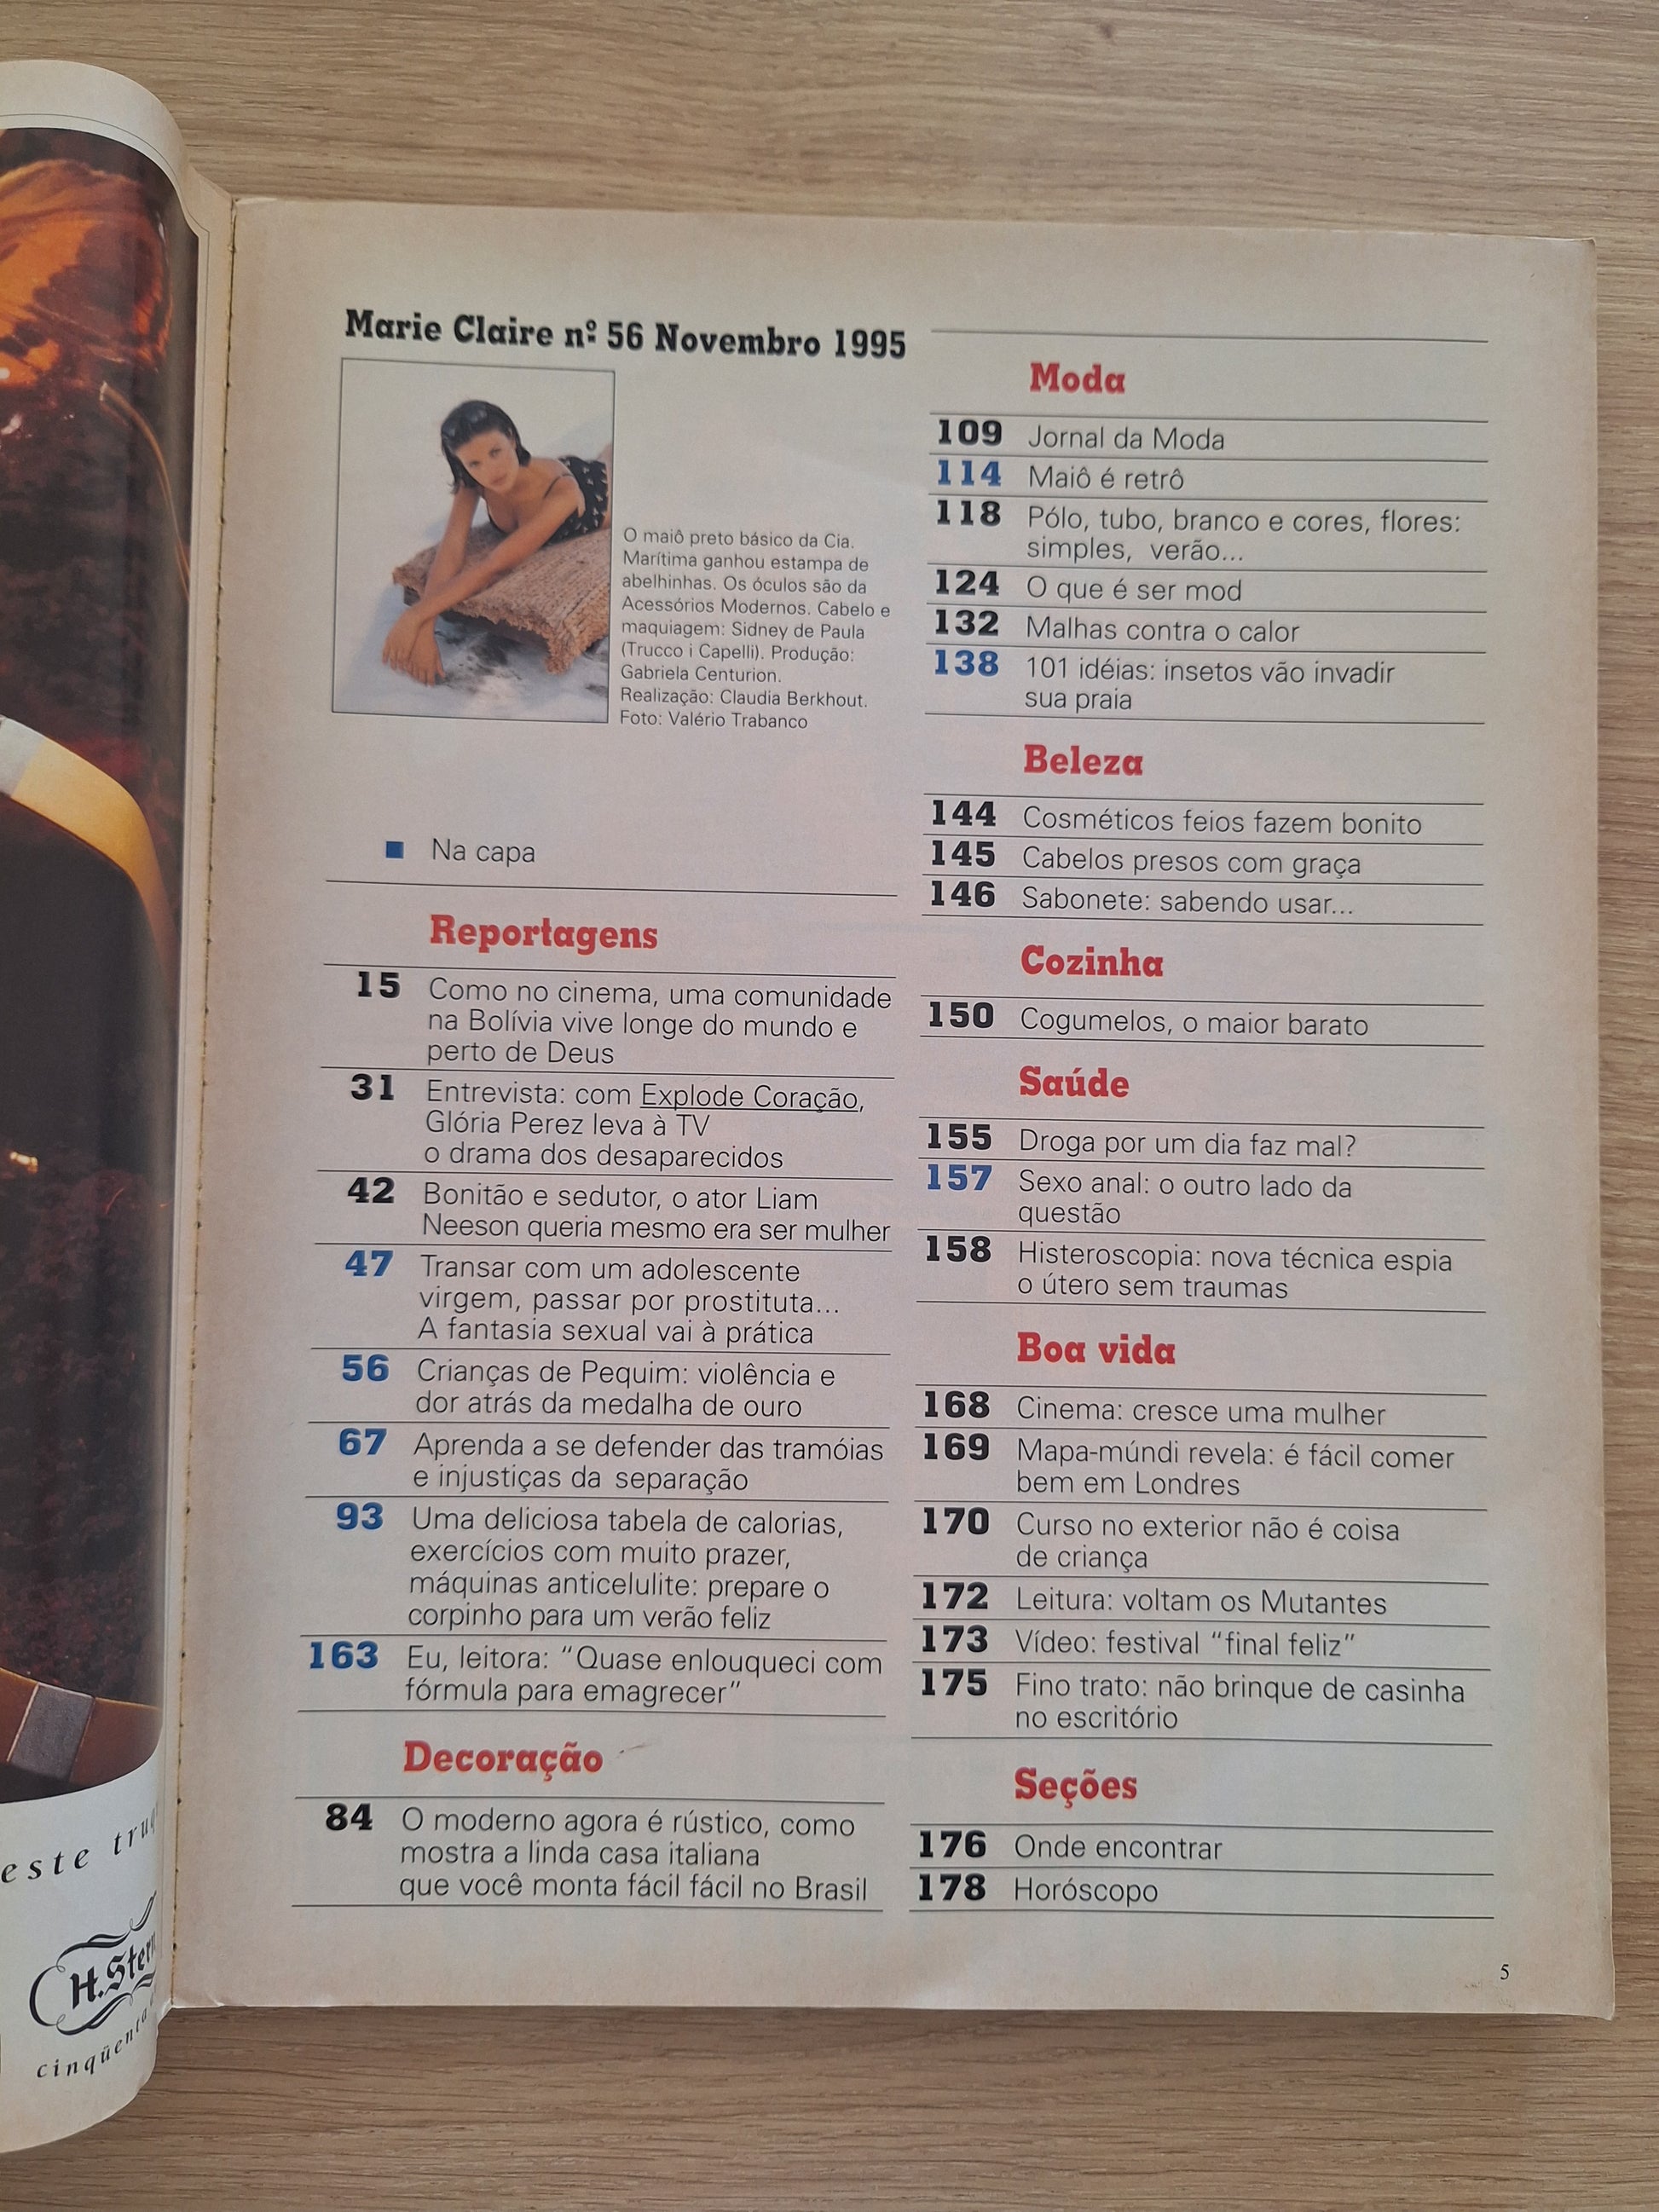 Marie Claire nº 56 Novembro 1995
O maiô preto básico da Cia.
Marítima ganhou estampa de
abelhinhas. Os óculos são da
Acessórios Modernos. Cabelo e
maquiagem: Sidney de Paula
(Trucco i Capelli). Produção:
Gabriela Centurion.
Realização: Claudia Berkhout.
Foto: Valério Trabanco
Na capa
Reportagens
15 Como no cinema, uma comunidade
na Bolívia vive longe do mundo e
perto de Deus
31 Entrevista: com Explode Coração,
Glória Perez leva à TV
o drama dos desaparecidos
42 Bonitão e sedutor, o ator Liam
Neeson queria mesmo era ser mulher
47 Transar com um adolescente
virgem, passar por prostituta...
A fantasia sexual vai à prática
56 Crianças de Pequim: violência e
dor atrás da medalha de ouro
67 Aprenda a se defender das tramóias
e injustiças da separação
93 Uma deliciosa tabela de calorias,
exercícios com muito prazer,
máquinas anticelulite: prepare o
corpinho para um verão feliz
163 Eu, leitora: “Quase enlouqueci com
fórmula para emagrecer”
Decoração
84 O moderno agora é rústico, como
mostra a linda casa italiana
que você monta fácil fácil no Brasil
Moda
109 Jornal da Moda
114 Maiô é retrô
118 Pólo, tubo, branco e cores, flores:
simples, verão...
124 O que é ser mod
132 Malhas contra o calor
138 101 idéias: insetos vão invadir
sua praia
Beleza
144 Cosméticos feios fazem bonito
145 Cabelos presos com graça
146 Sabonete: sabendo usar...
Cozinha
150 Cogumelos, o maior barato
Saúde
155 Droga por um dia faz mal?
157 Sexo anal: o outro lado da
questão
158 Histeroscopia: nova técnica espia
o útero sem traumas
Boa vida
168 Cinema: cresce uma mulher
169 Mapa-múndi revela: é fácil comer
bem em Londres
170 Curso no exterior não é coisa
de criança
172 Leitura: voltam os Mutantes
173 Vídeo: festival “final feliz”
175 Fino trato: não brinque de casinha
no escritório
Seções
176 Onde encontrar
178 Horóscopo
5
este
H.Stern
cinqüenta